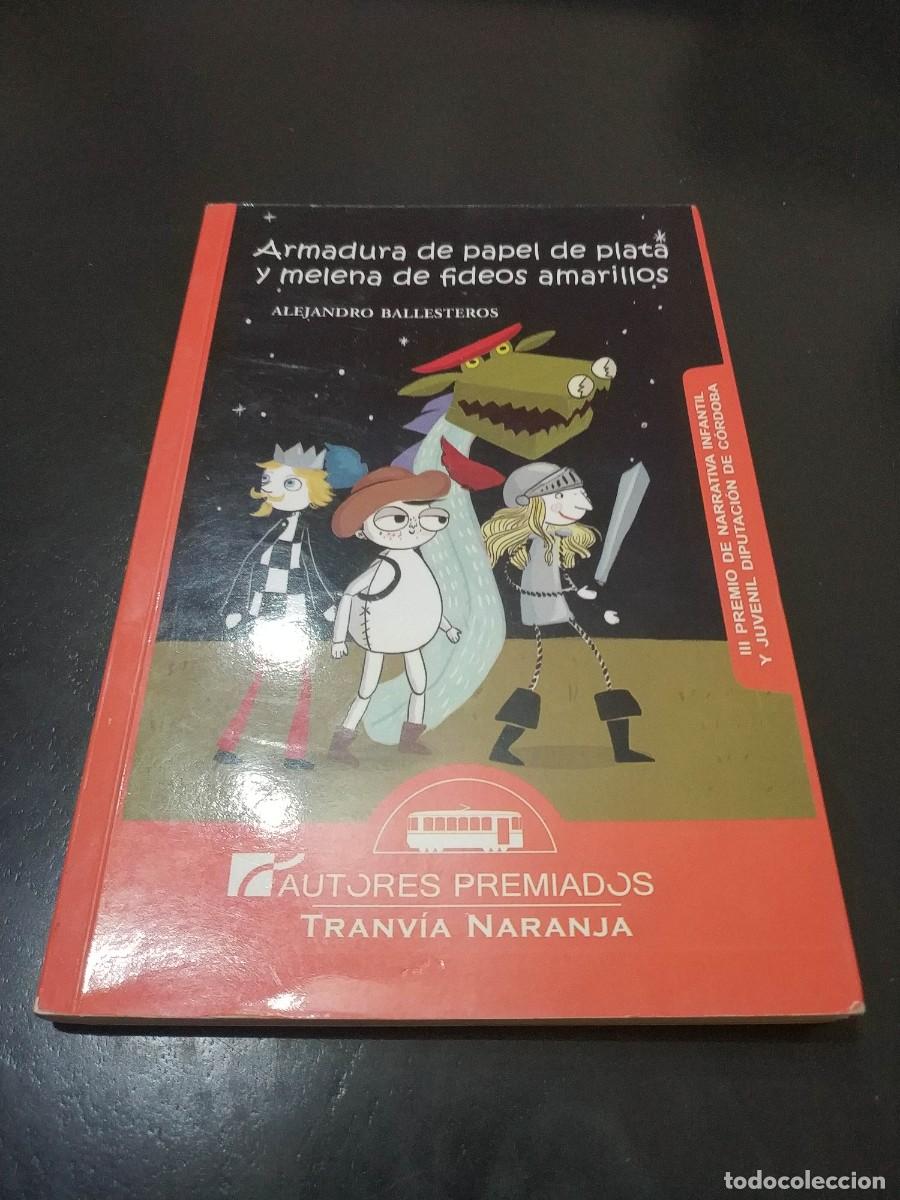 Armadura de papel de plata
y melena de fideos amarillos
ALEJANDRO BALLESTEROS
III PREMIO DE NARRATIVA INFANTIL
Y JUVENIL DIPUTACIÓN DE CÓRDOBA
AUTORES PREMIADOS
TRANVÍA NARANJA
todocoleccion